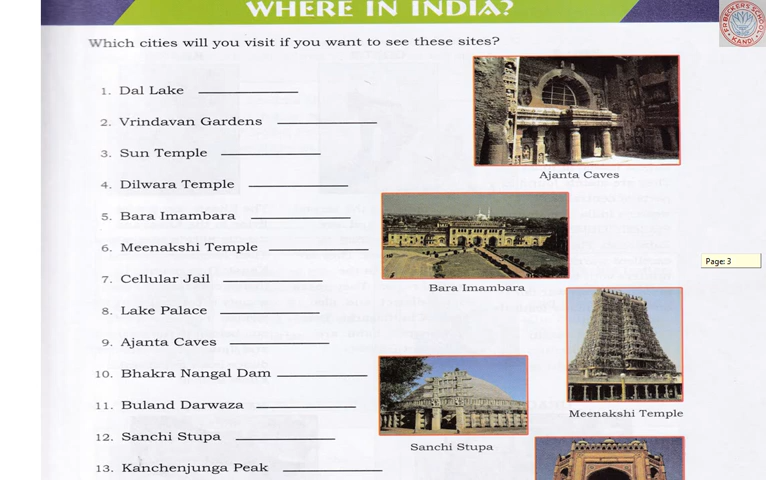 WHERE IN INDIA?
Which cities will you visit if you want to see these sites?
1. Dal Lake
2. Vrindavan Gardens
3. Sun Temple
4. Dilwara Temple
5. Bara Imambara
6. Meenakshi Temple
7. Cellular Jail
8. Lake Palace
9. Ajanta Caves
10. Bhakra Nangal Dam
11. Buland Darwaza
12. Sanchi Stupa
13. Kanchenjunga Peak
Ajanta Caves
Bara Imambara
Meenakshi Temple
Sanchi Stupa
Page: 3
ERBECKERS SCHOOL
KANDI